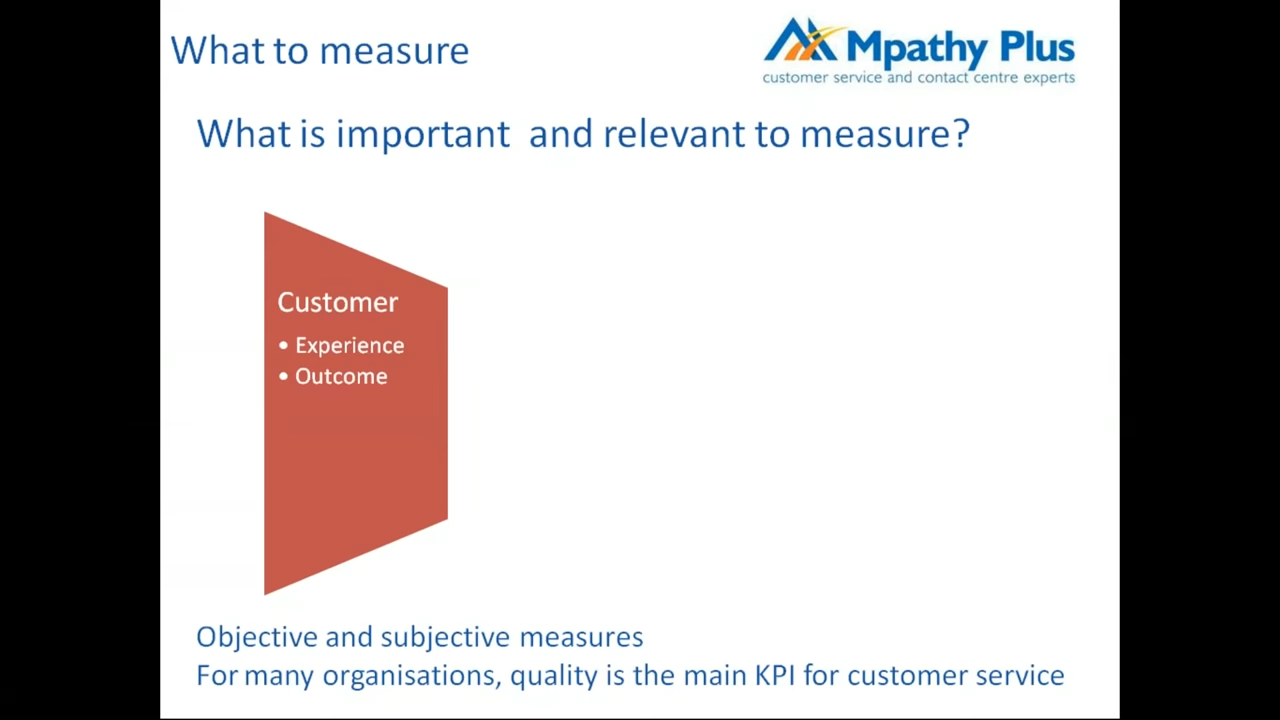 What to measure
Mpathy Plus
customer service and contact centre experts
What is important and relevant to measure?
Customer
• Experience
• Outcome
Objective and subjective measures
For many organisations, quality is the main KPI for customer service